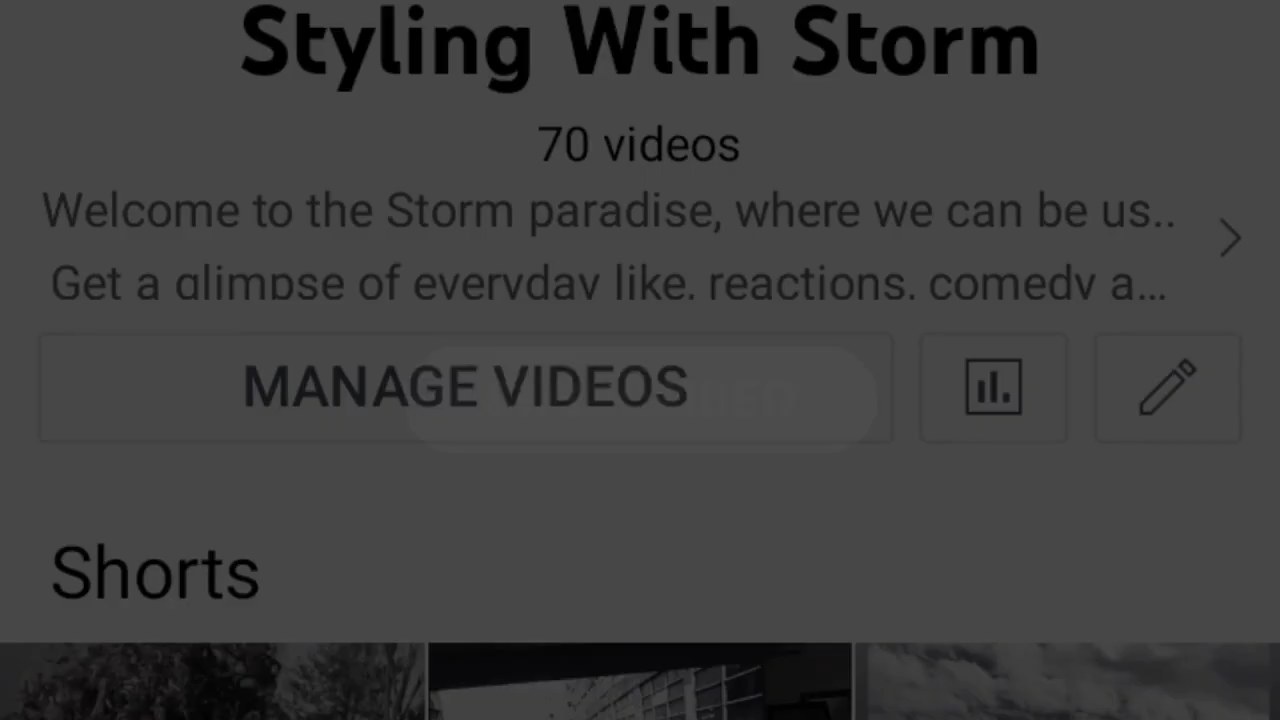 Styling With Storm
70 videos
Welcome to the Storm paradise, where we can be us..
Get a glimpse of everyday like, reactions, comedy a...
MANAGE VIDEOS
Shorts